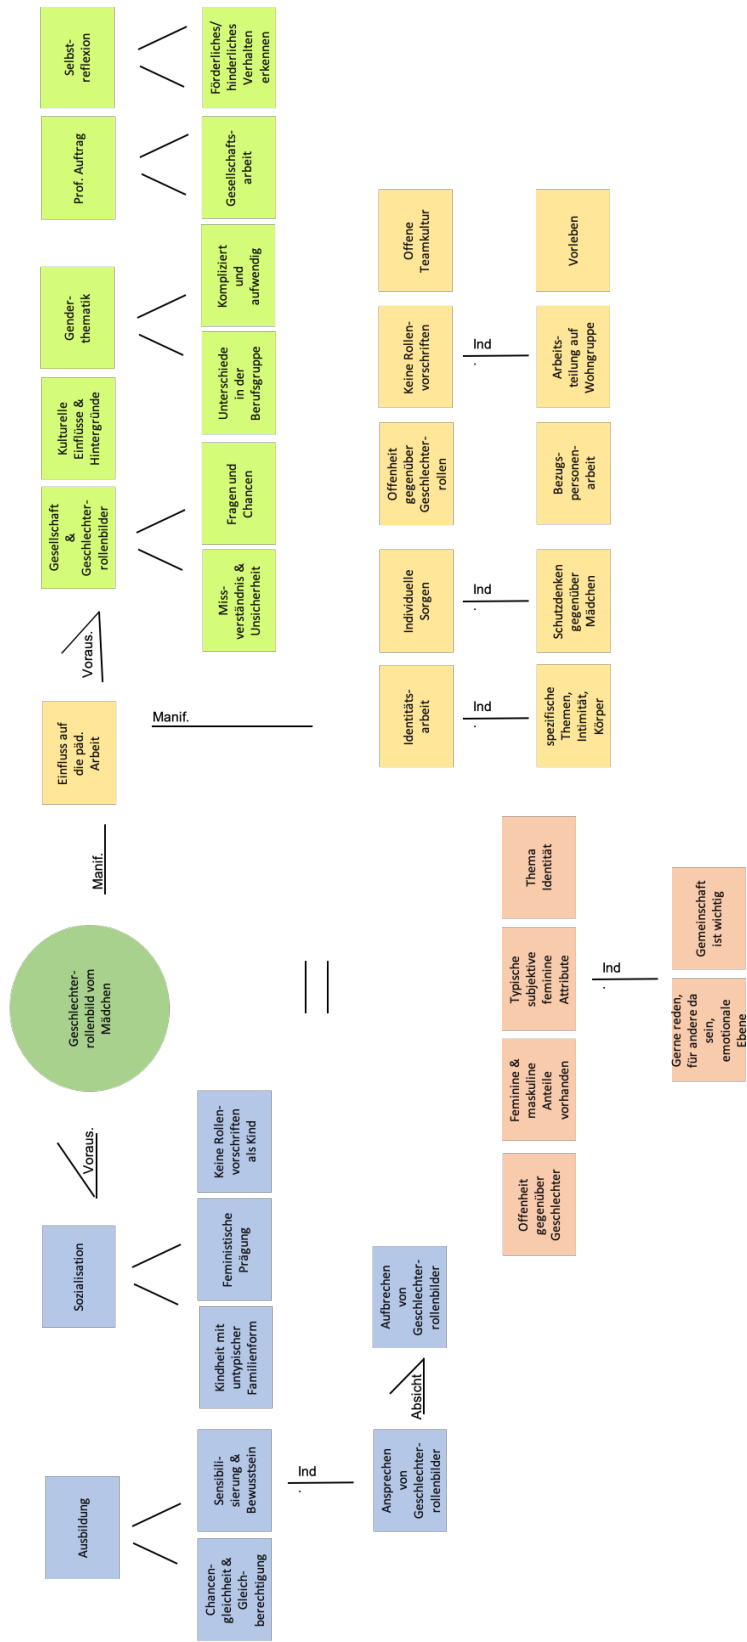 Ausbildung
Sozialisation
Voraus.
Geschlechter-
rollenbild vom
Mädchen
Manif.
Einfluss auf
die päd.
Arbeit
Voraus.
Gesellschaft
&
Geschlechter-
rollenbilder
Kulturelle
Einflüsse &
Hintergründe
Gender-
thematik
Prof. Auftrag
Selbst-
reflexion
Chancen-
gleichheit &
Gleich-
berechtigung
Sensibili-
sierung &
Bewusstsein
Kindheit mit
untypischer
Familienform
Feministische
Prägung
Keine Rollen-
vorschriften
als Kind
Manif.
Miss-
verständnis &
Unsicherheit
Fragen und
Chancen
Unterschiede
in der
Berufsgruppe
Kompliziert
und
aufwendig
Gesellschafts-
arbeit
Förderliches/
hinderliches
Verhalten
erkennen
Ind
.
Ansprechen
von
Geschlechter-
rollenbilder
Absicht
Aufbrechen
von
Geschlechter-
rollenbilder
Identitäts-
arbeit
Individuelle
Sorgen
Offenheit
gegenüber
Geschlechter-
rollen
Keine Rollen-
vorschriften
Offene
Teamkultur
Ind
.
Ind
.
Ind
.
Offenheit
gegenüber
Geschlechter
Feminine &
maskuline
Anteile
vorhanden
Typische
subjektive
feminine
Attribute
Thema
Identität
spezifische
Themen,
Intimität,
Körper
Schutzdenken
gegenüber
Mädchen
Bezugs-
personen-
arbeit
Arbeits-
teilung auf
Wohngruppe
Vorleben
Ind
.
Gerne reden,
für andere da
sein,
emotionale
Ebene
Gemeinschaft
ist wichtig